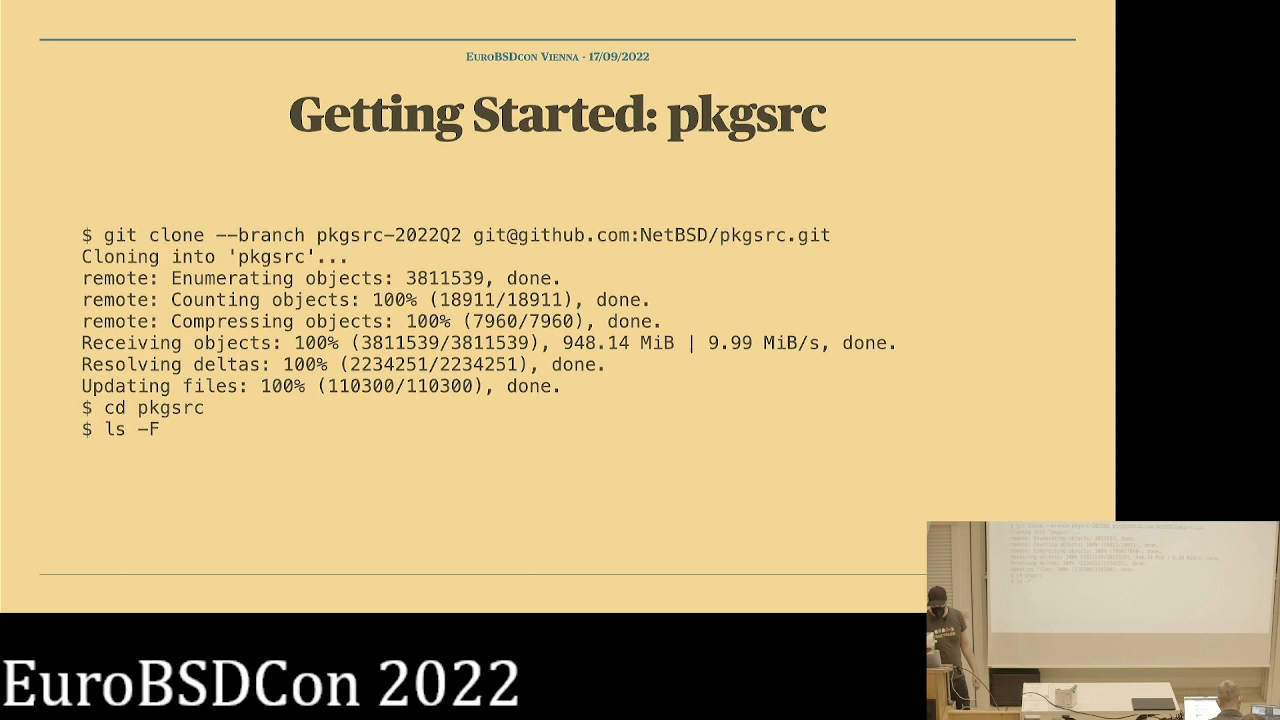 EuroBSDcon Vienna - 17/09/2022
Getting Started: pkgsrc
$ git clone --branch pkgsrc-2022Q2 git@github.com:NetBSD/pkgsrc.git
Cloning into 'pkgsrc'...
remote: Enumerating objects: 3811539, done.
remote: Counting objects: 100% (18911/18911), done.
remote: Compressing objects: 100% (7960/7960), done.
Receiving objects: 100% (3811539/3811539), 948.14 MiB | 9.99 MiB/s, done.
Resolving deltas: 100% (2234251/2234251), done.
Updating files: 100% (110300/110300), done.
$ cd pkgsrc
$ ls -F
EuroBSDCon 2022